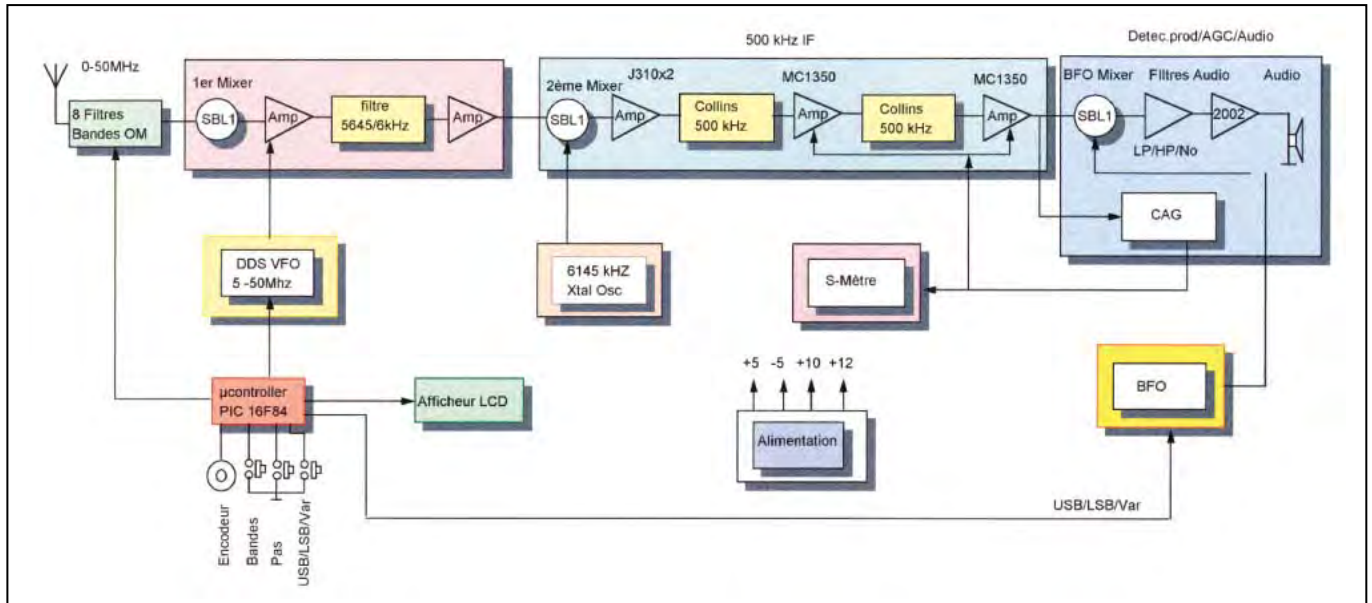 500 kHz IF
Detec.prod/AGC/Audio
0-50MHz
8 Filtres
Bandes OM
1er Mixer
SBL1
Amp
filtre
5645/6kHz
Amp
2ème Mixer
SBL1
J310x2
Amp
Collins
500 kHz
MC1350
Amp
Collins
500 kHz
MC1350
Amp
BFO Mixer
SBL1
Filtres Audio
LP/HP/No
2002
Audio
CAG
DDS VFO
5 -50Mhz
6145 kHZ
Xtal Osc
S-Mètre
+5 -5 +10 +12
Alimentation
BFO
µcontroller
PIC 16F84
Afficheur LCD
Encodeur
Bandes
Pas
USB/LSB/Var
USB/LSB/Var